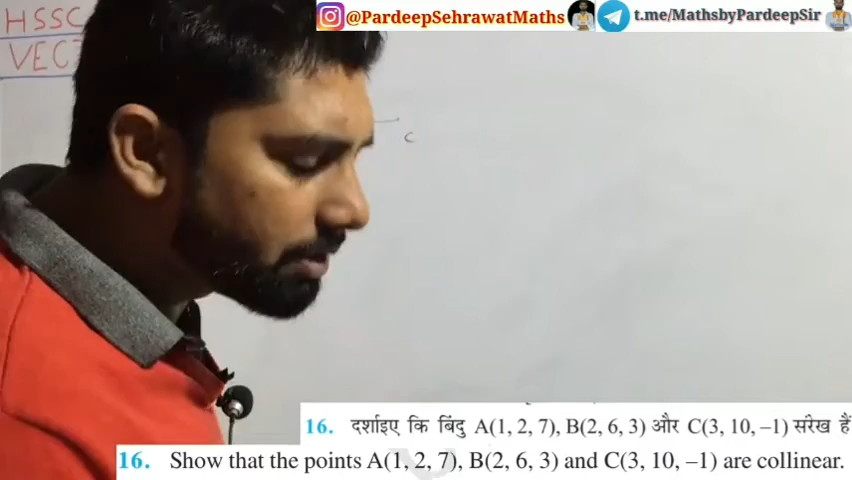 @PardeepSehrawatMaths t.me/MathsbyPardeepSir
HSSC
VECT
C
16. दर्शाइए कि बिंदु A(1, 2, 7), B(2, 6, 3) और C(3, 10, –1) संरेख हैं
16. Show that the points A(1, 2, 7), B(2, 6, 3) and C(3, 10, –1) are collinear.